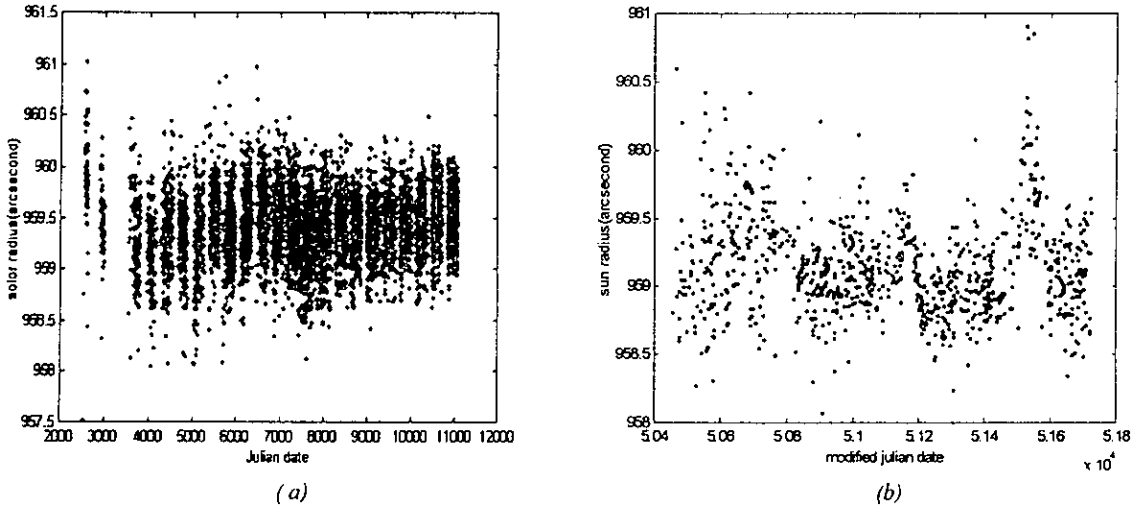 961.5
961
960.5
960
959.5
959
958.5
958
957.5
solor radius(arcsecond)
2000 3000 4000 5000 6000 7000 8000 9000 10000 11000 12000
Julian date
(a)
961
960.5
960
959.5
959
958.5
958
sun radius(arcsecond)
5.04 5.06 5.08 5.1 5.12 5.14 5.16 5.18
modified julian date
x 10⁴
(b)